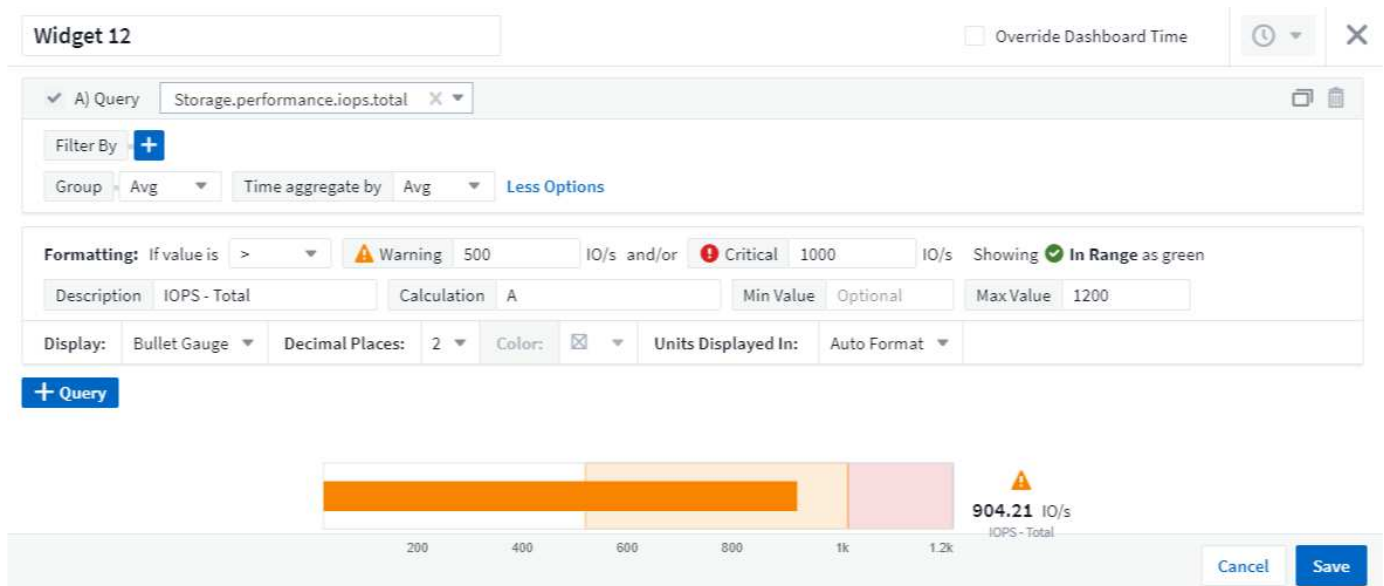 Widget 12 Override Dashboard Time
A) Query Storage.performance.iops.total
Filter By
Group Avg Time aggregate by Avg Less Options
Formatting: If value is > Warning 500 IO/s and/or Critical 1000 IO/s Showing In Range as green
Description IOPS - Total Calculation A Min Value Optional Max Value 1200
Display: Bullet Gauge Decimal Places: 2 Color: Units Displayed In: Auto Format
+ Query
904.21 IO/s
IOPS - Total
200 400 600 800 1k 1.2k
Cancel Save